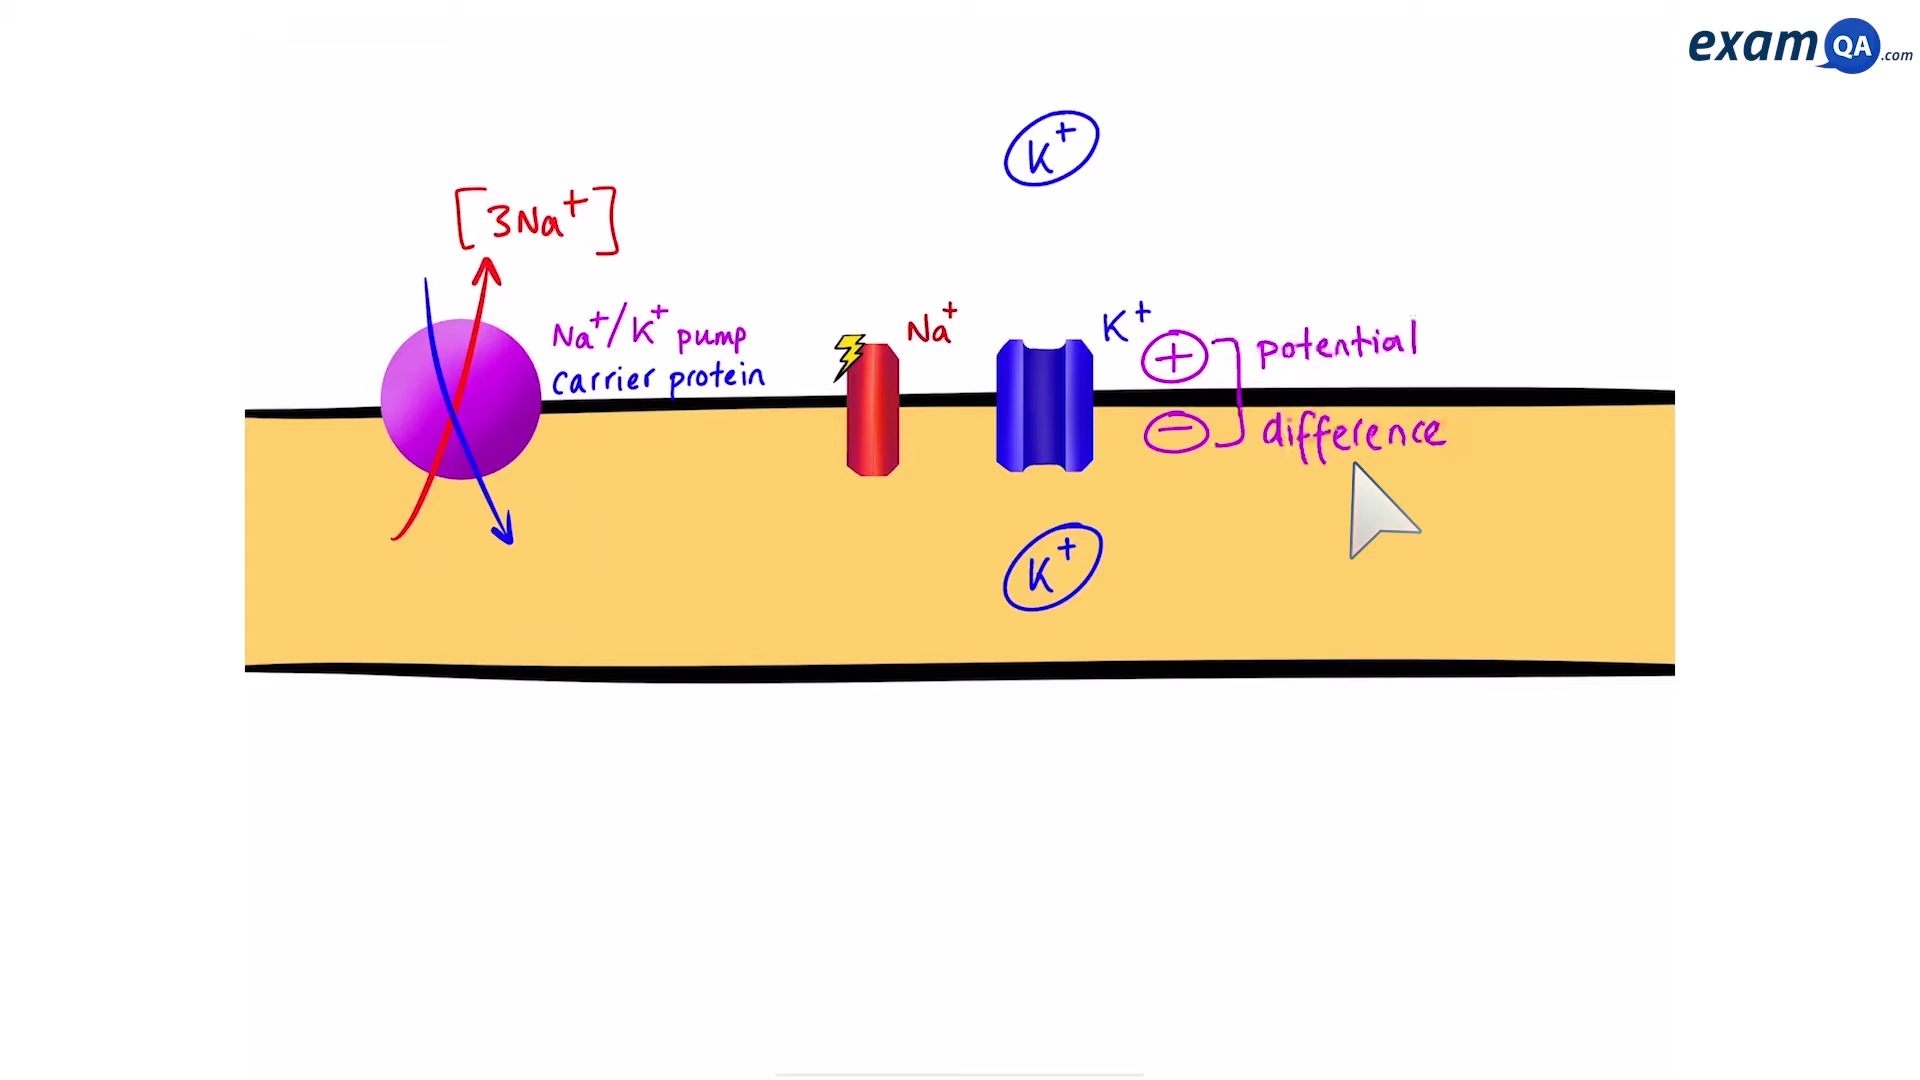 examQA.com
K+
[3Na+]
Na+/K+ pump
carrier protein
Na+
K+
+
potential
−
difference
K+